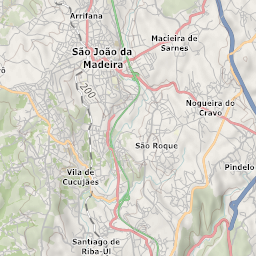 Arrifana
Macieira de
Sarnes
São João da
Madeira
200
Nogueira do
Cravo
São Roque
Pindelo
Vila de
Cucujães
Santiago de
Riba-Ul